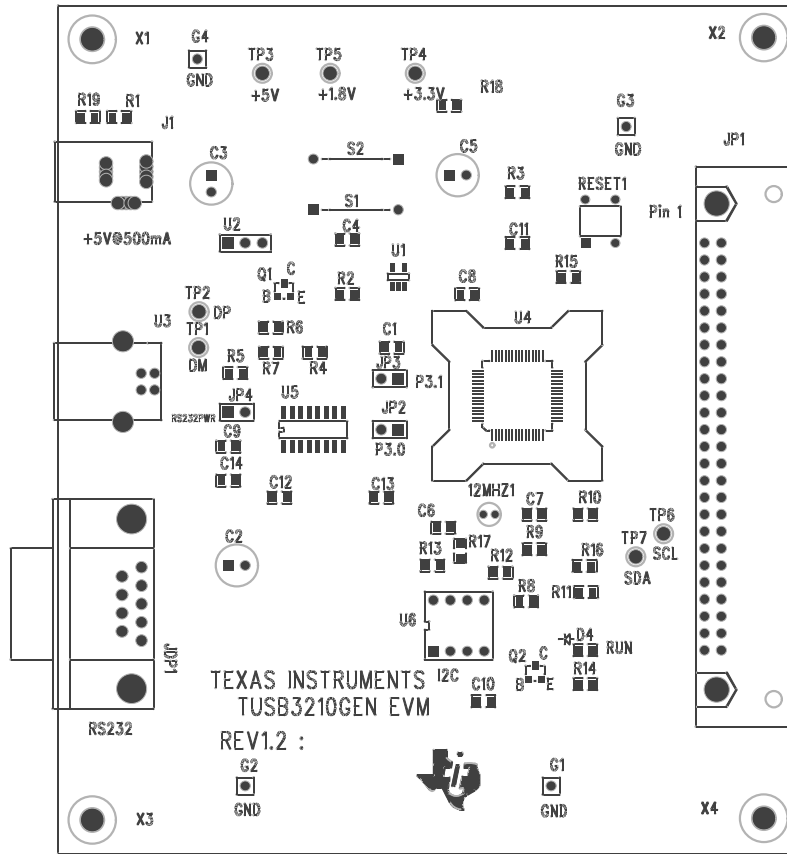 X1
G4
X2
TP3
TP5
TP4
GND
+5V
+1.8V
+3.3V
R18
R19
R1
G3
J1
GND
JP1
C3
S2
C5
R3
RESET1
S1
Pin 1
+5V@500mA
U2
C4
C11
U1
Q1
C
R15
TP2
B
E
R2
C8
DP
U3
TP1
R6
U4
C1
DM
R5
R7
R4
JP3
P3.1
JP4
U5
RS232PWR
JP2
C9
P3.0
C14
C12
C13
12MHZ1
C7
R10
C6
TP6
C2
R17
R9
TP7
SCL
R13
R12
R16
SDA
R8
R11
U6
D4
RUN
JDP1
Q2
C
TEXAS INSTRUMENTS
I2C
B
E
R14
TUSB3210GEN EVM
C10
RS232
REV1.2 :
G2
G1
GND
GND
X3
X4